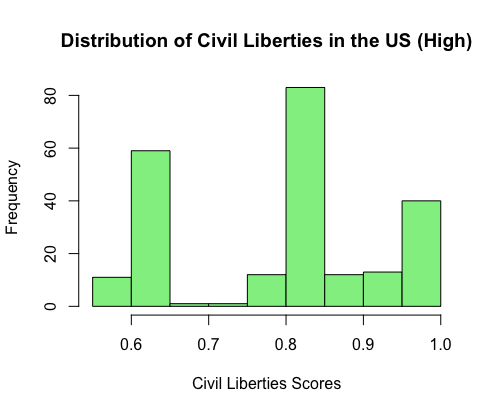 Distribution of Civil Liberties in the US (High)
Frequency
80
60
40
20
0
0.6 0.7 0.8 0.9 1.0
Civil Liberties Scores